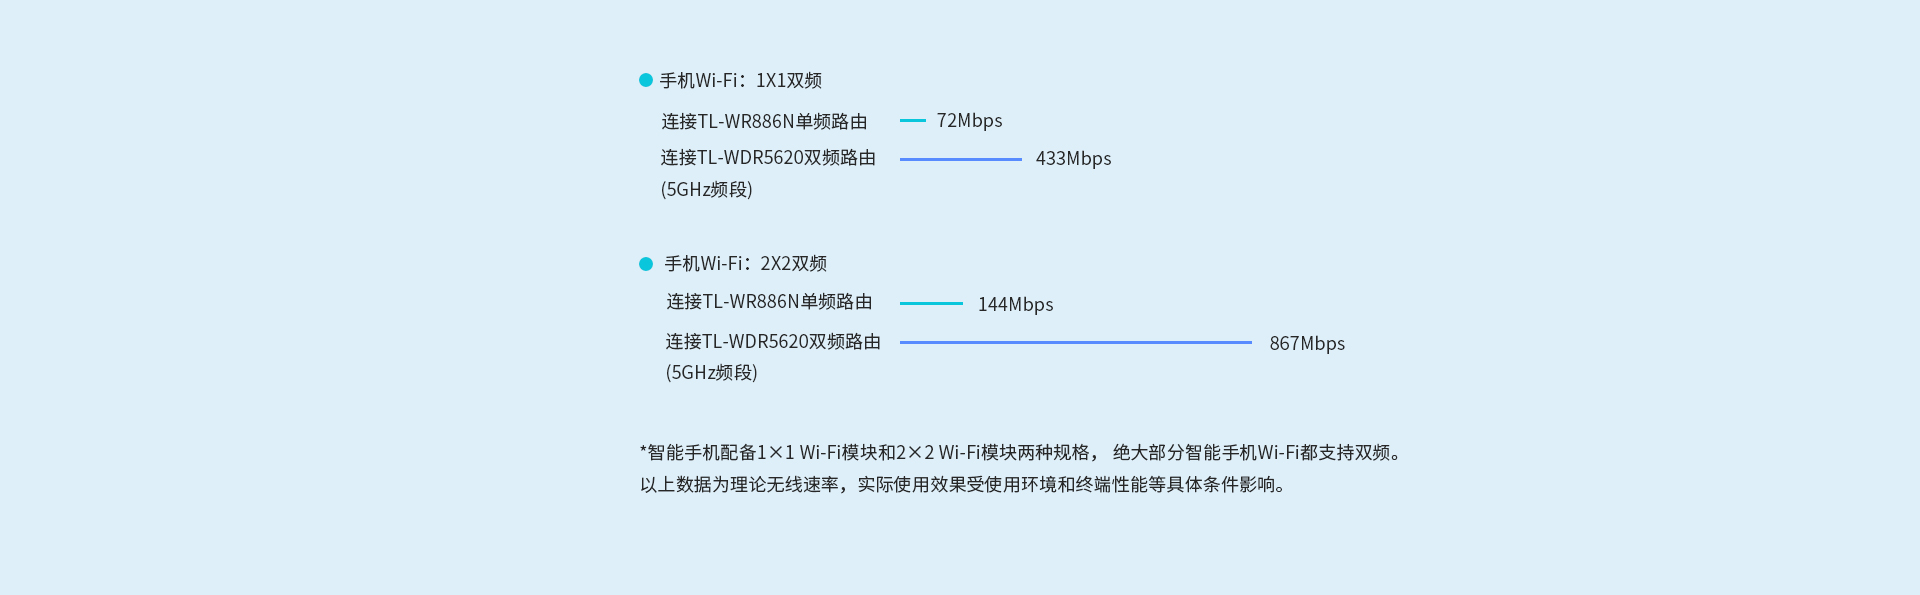 手机Wi-Fi：1X1双频
连接TL-WR886N单频路由 72Mbps
连接TL-WDR5620双频路由 433Mbps
(5GHz频段)
手机Wi-Fi：2X2双频
连接TL-WR886N单频路由 144Mbps
连接TL-WDR5620双频路由 867Mbps
(5GHz频段)
*智能手机配备1×1 Wi-Fi模块和2×2 Wi-Fi模块两种规格， 绝大部分智能手机Wi-Fi都支持双频。
以上数据为理论无线速率，实际使用效果受使用环境和终端性能等具体条件影响。